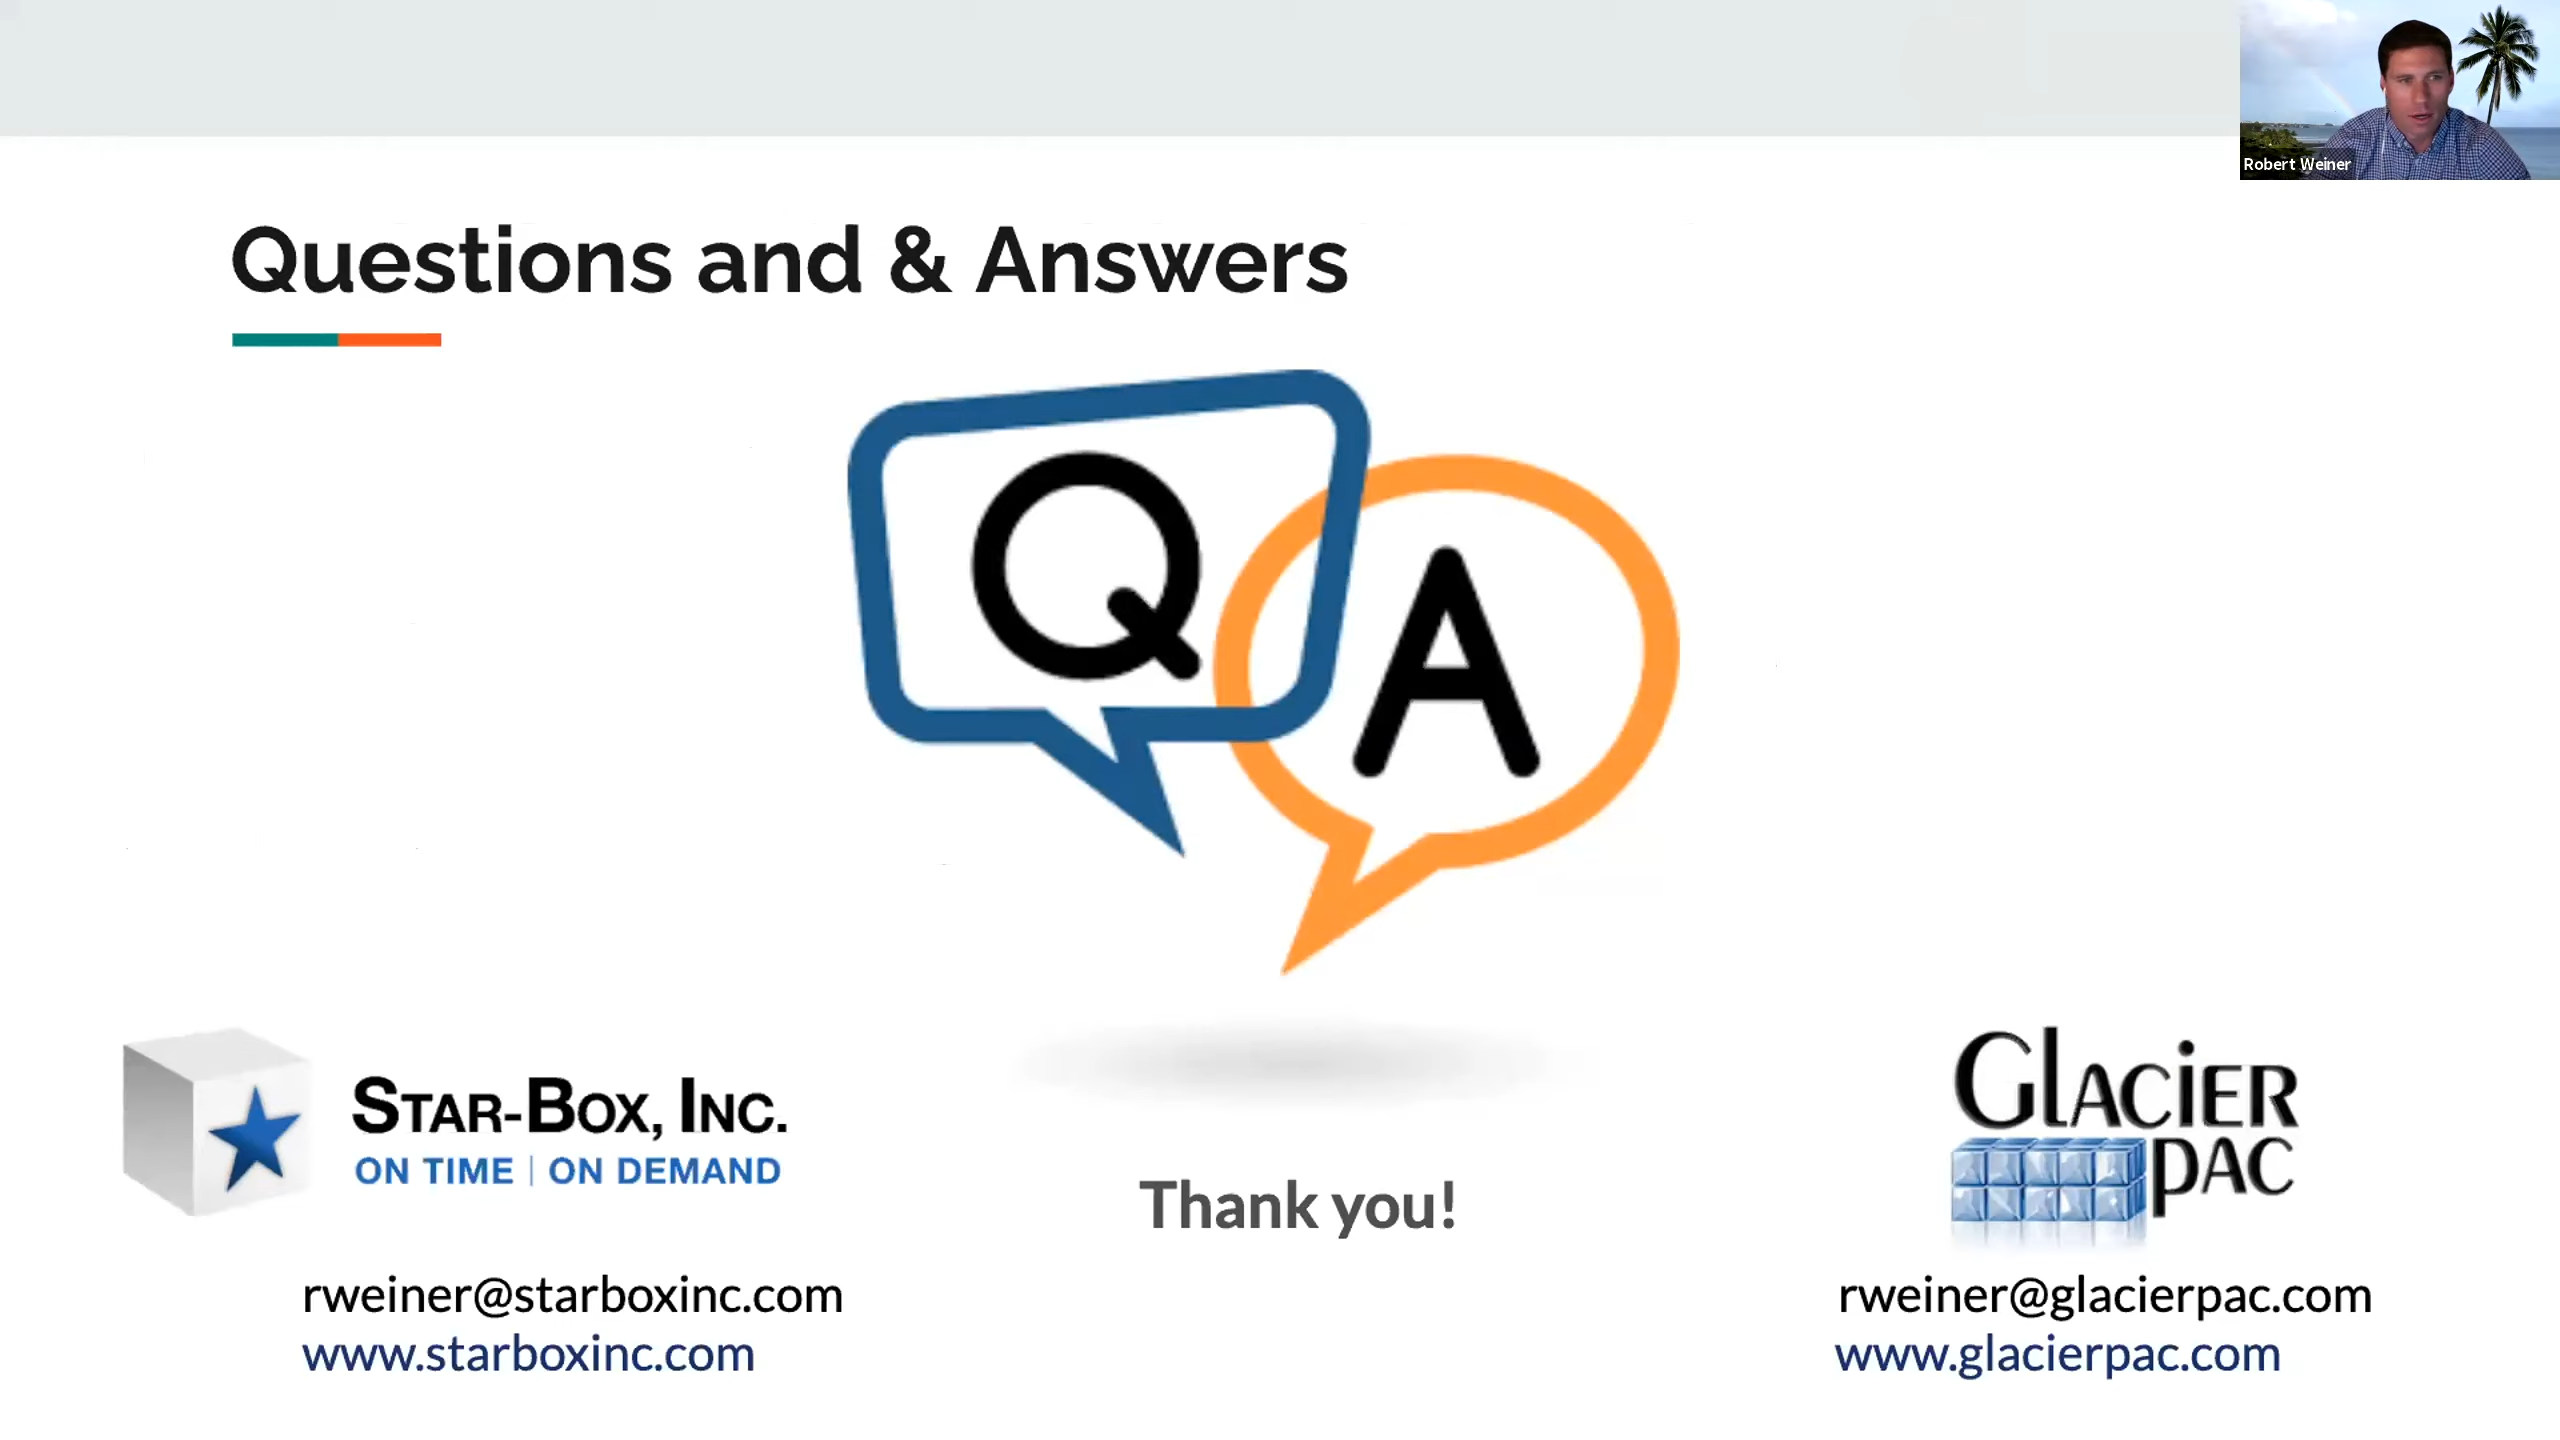 Robert Weiner
Questions and & Answers
Q
A
STAR-BOX, INC.
ON TIME | ON DEMAND
GLACiER
PAC
Thank you!
rweiner@starboxinc.com
www.starboxinc.com
rweiner@glacierpac.com
www.glacierpac.com